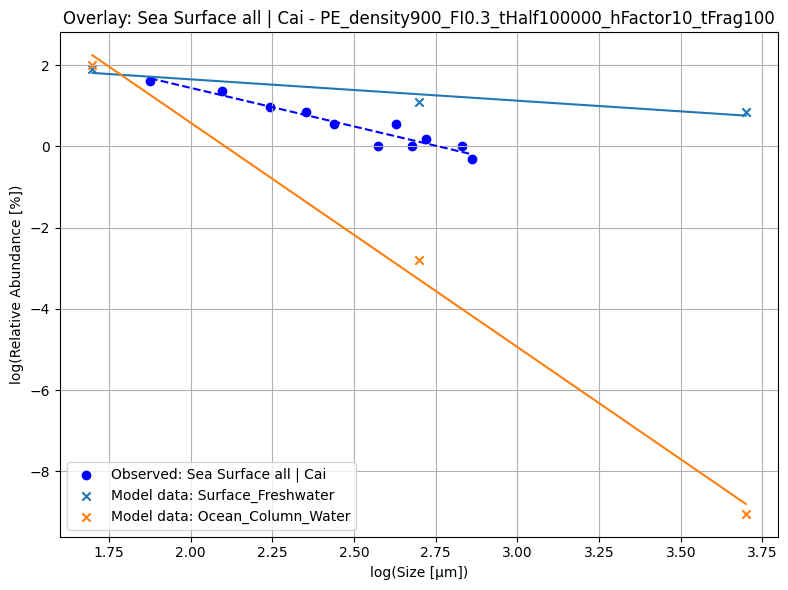 Overlay: Sea Surface all | Cai - PE_density900_FI0.3_tHalf100000_hFactor10_tFrag100
log(Relative Abundance [%])
2
0
−2
−4
−6
−8
Observed: Sea Surface all | Cai
Model data: Surface_Freshwater
Model data: Ocean_Column_Water
1.75 2.00 2.25 2.50 2.75 3.00 3.25 3.50 3.75
log(Size [μm])